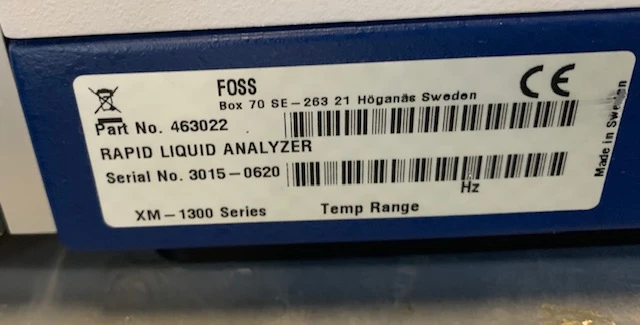 FOSS
Box 70 SE-263 21 Höganäs Sweden
CE
Part No. 463022
RAPID LIQUID ANALYZER
Serial No. 3015-0620
Hz
XM-1300 Series Temp Range
Made in Sweden